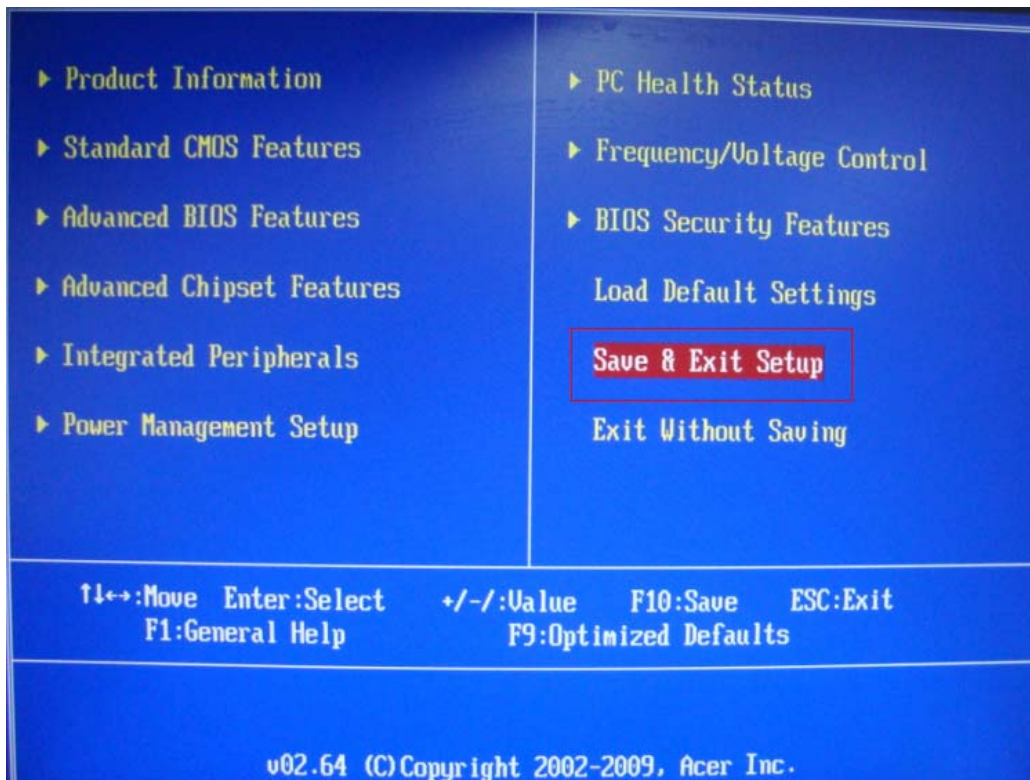 Product Information
Standard CMOS Features
Advanced BIOS Features
Advanced Chipset Features
Integrated Peripherals
Power Management Setup
PC Health Status
Frequency/Voltage Control
BIOS Security Features
Load Default Settings
Save & Exit Setup
Exit Without Saving
↑↓←→:Move Enter:Select +/-/:Value F10:Save ESC:Exit
F1:General Help F9:Optimized Defaults
v02.64 (C)Copyright 2002-2009, Acer Inc.